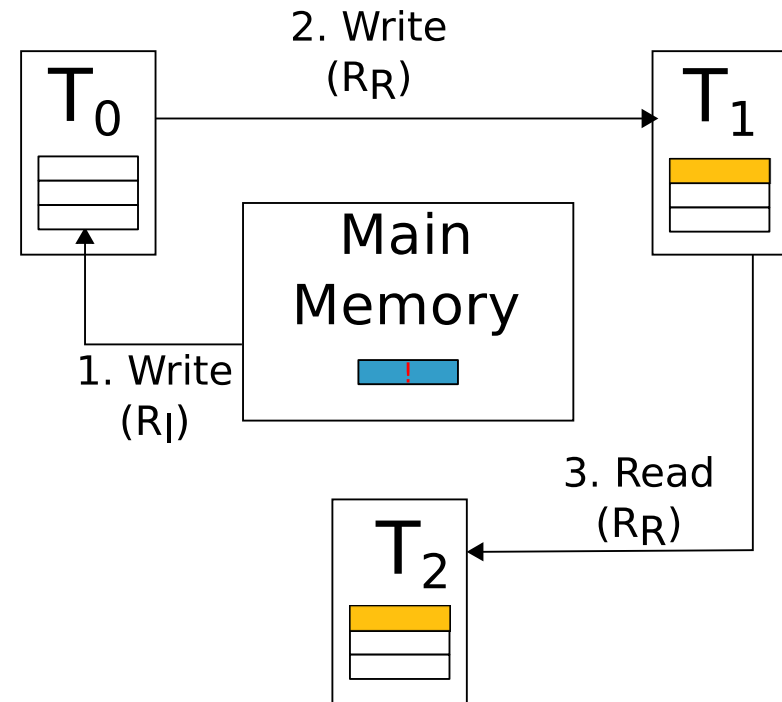 2. Write
(RR)
T0
T1
Main
Memory
!
1. Write
(RI)
3. Read
(RR)
T2